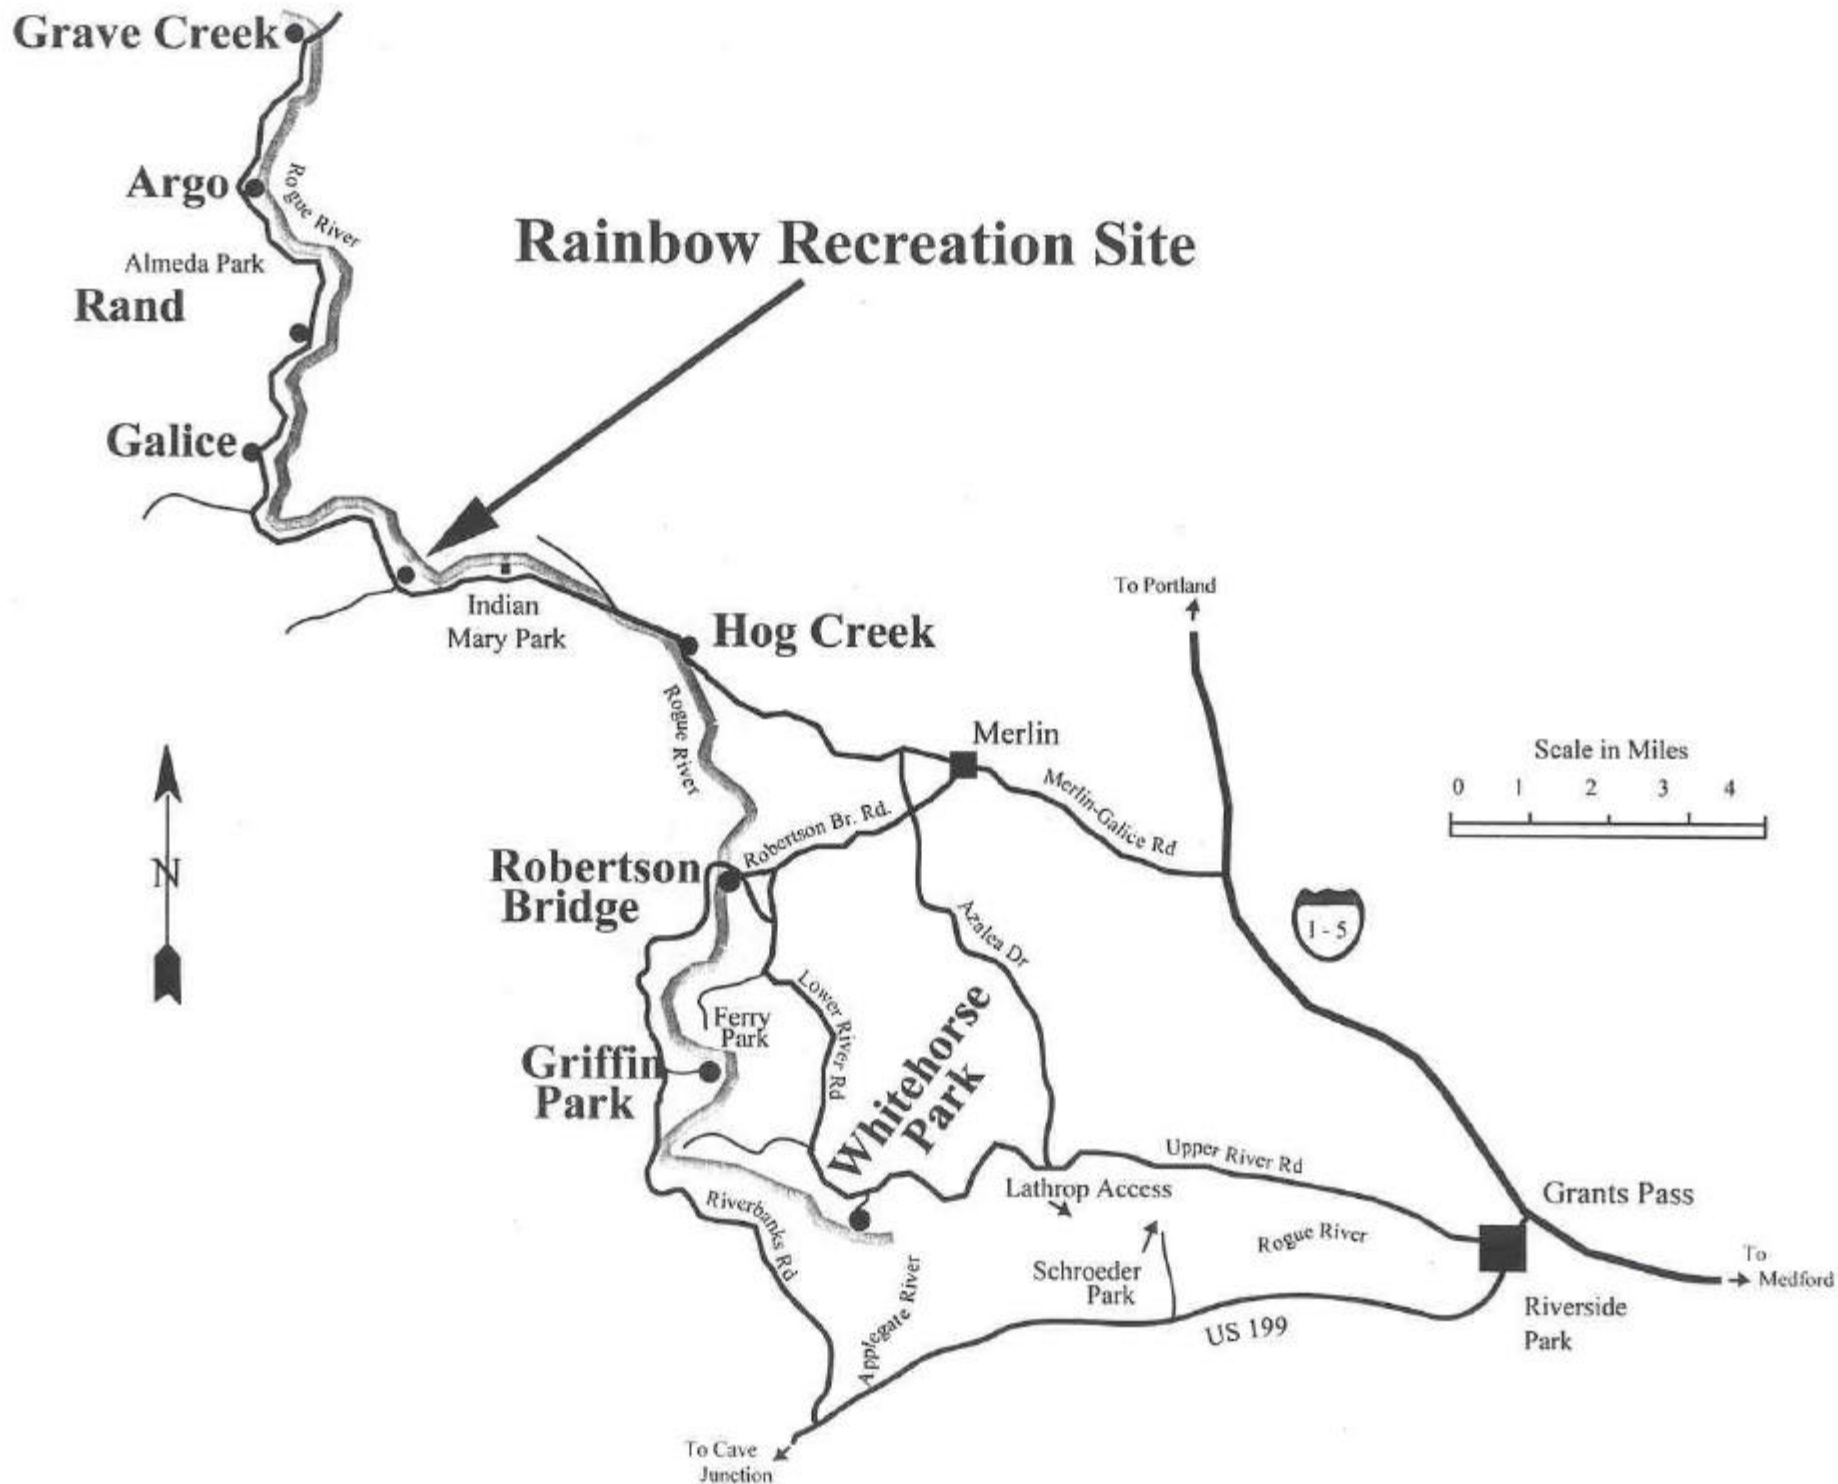 Grave Creek
Argo
Rogue River
Almeda Park
Rand
Rainbow Recreation Site
Galice
Indian
Mary Park
Hog Creek
To Portland
Rogue River
Merlin
Scale in Miles
0 1 2 3 4
Merlin-Galice Rd
Robertson Br. Rd.
Robertson
Bridge
N
I - 5
Azalea Dr
Lower River Rd
Ferry
Park
Whitehorse
Park
Griffin
Park
Upper River Rd
Lathrop Access
Grants Pass
Riverbanks Rd
Rogue River
To
Medford
Schroeder
Park
Applegate River
Riverside
Park
US 199
To Cave
Junction